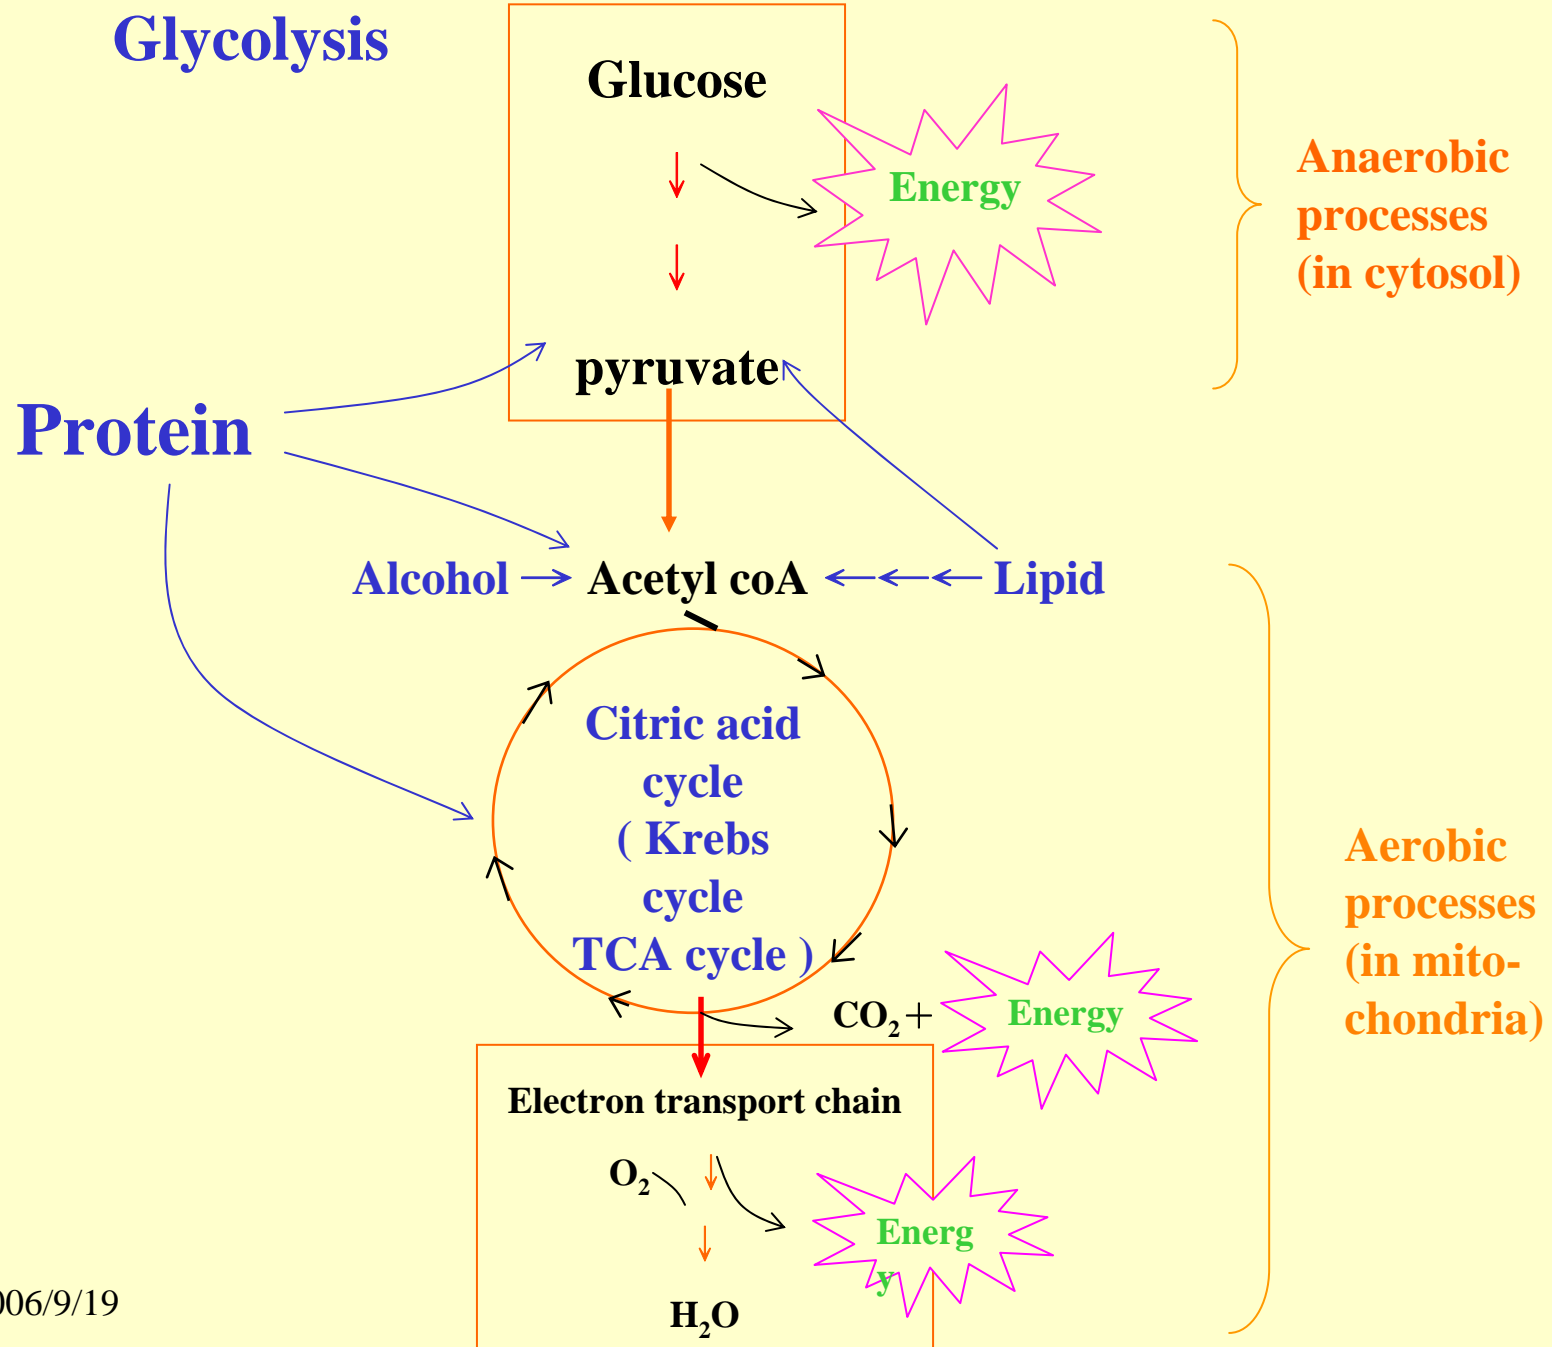 Glycolysis
Glucose
Energy
Anaerobic
processes
(in cytosol)
pyruvate
Protein
Alcohol
Acetyl coA
Lipid
Citric acid
cycle
( Krebs
cycle
TCA cycle )
Aerobic
processes
(in mito-
chondria)
CO₂+
Energy
Electron transport chain
O₂
Energ
y
H₂O
006/9/19